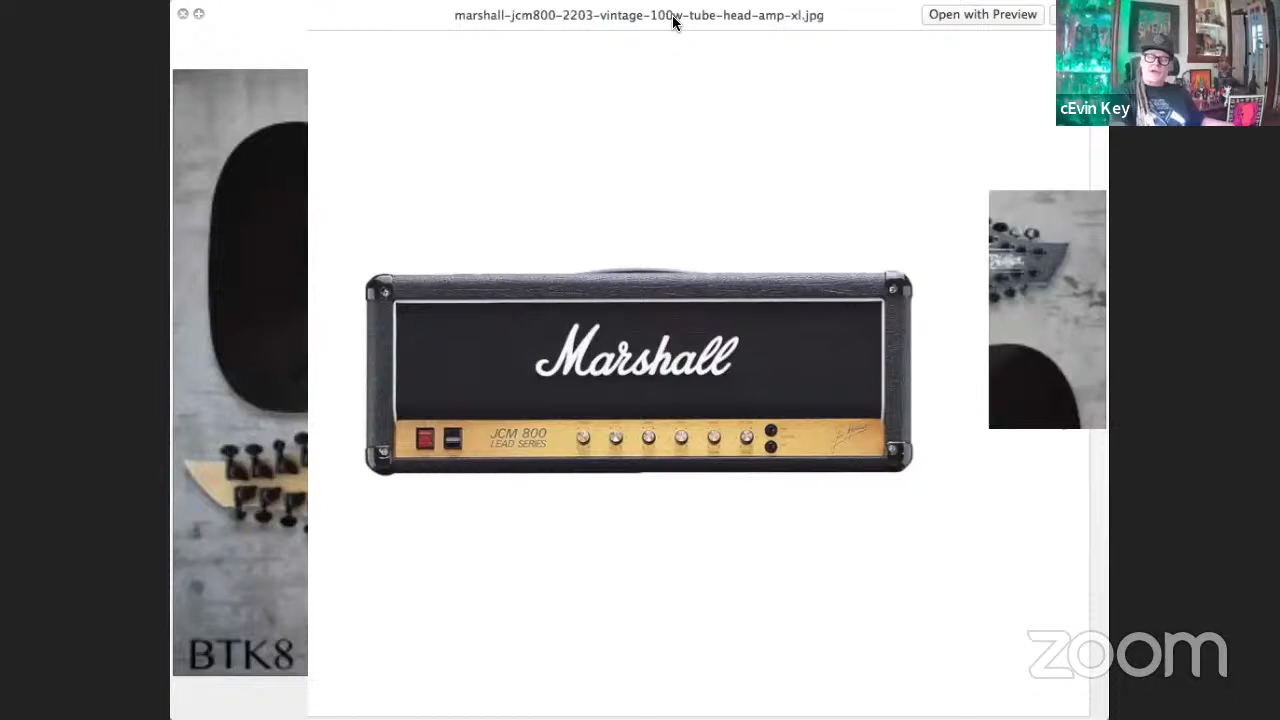 marshall-jcm800-2203-vintage-100w-tube-head-amp-xl.jpg
Open with Preview
cEvin Key
Marshall
JCM 800
LEAD SERIES
BTK8
zoom